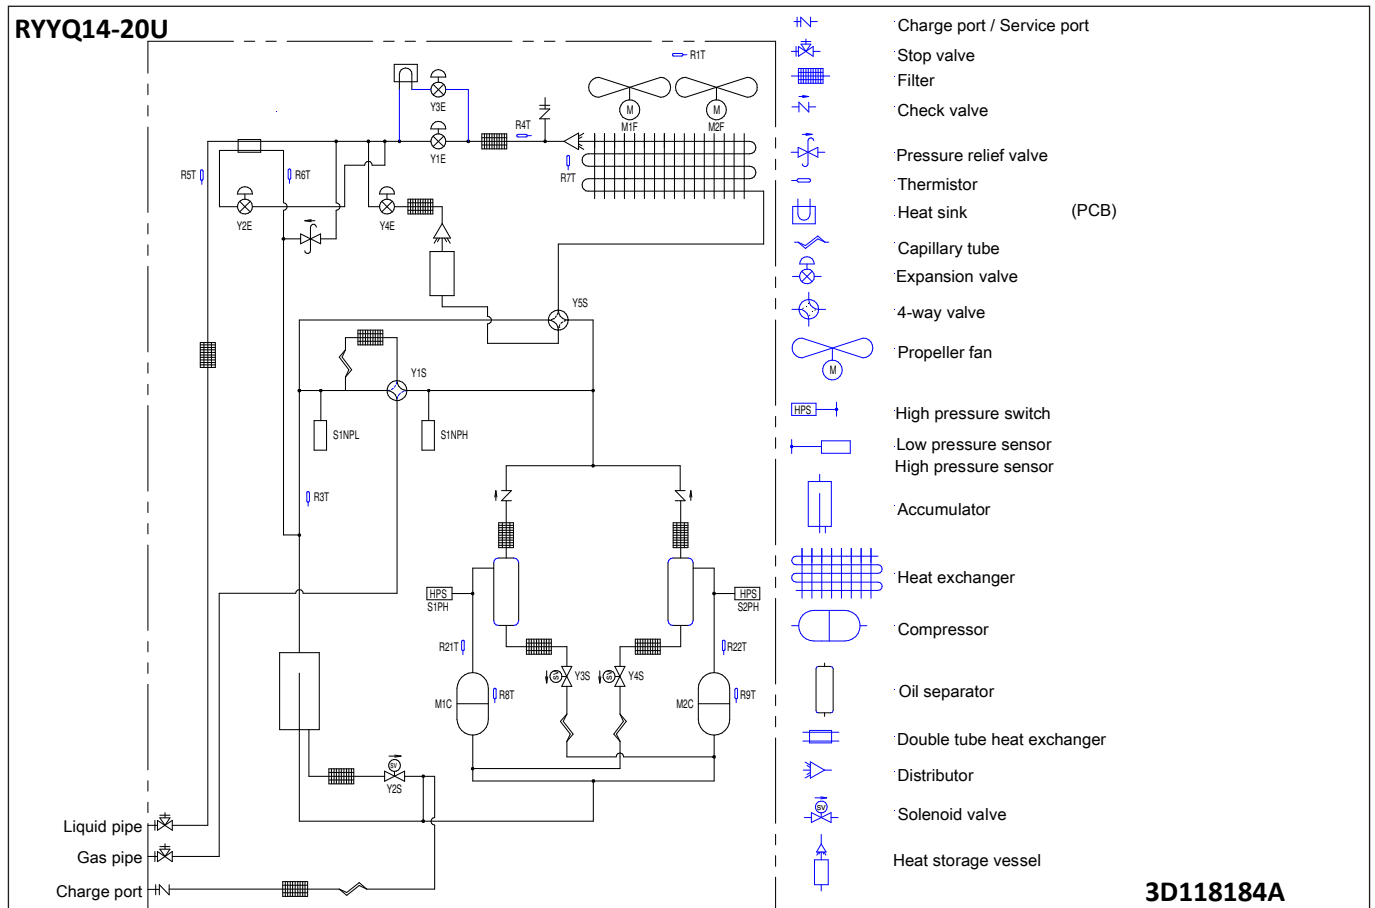 RYYQ14-20U
R1T
Y3E
M
M
M1F
M2F
R4T
Y1E
R7T
R5T
R6T
Y2E
Y4E
Y5S
Y1S
S1NPL
S1NPH
R3T
HPS
S1PH
HPS
S2PH
R21T
R22T
SV
Y3S
SV
Y4S
M1C
R8T
M2C
R9T
SV
Y2S
Liquid pipe
Gas pipe
Charge port
Charge port / Service port
Stop valve
Filter
Check valve
Pressure relief valve
Thermistor
Heat sink (PCB)
Capillary tube
Expansion valve
4-way valve
Propeller fan
M
HPS
High pressure switch
Low pressure sensor
High pressure sensor
Accumulator
Heat exchanger
Compressor
Oil separator
Double tube heat exchanger
Distributor
SV
Solenoid valve
Heat storage vessel
3D118184A